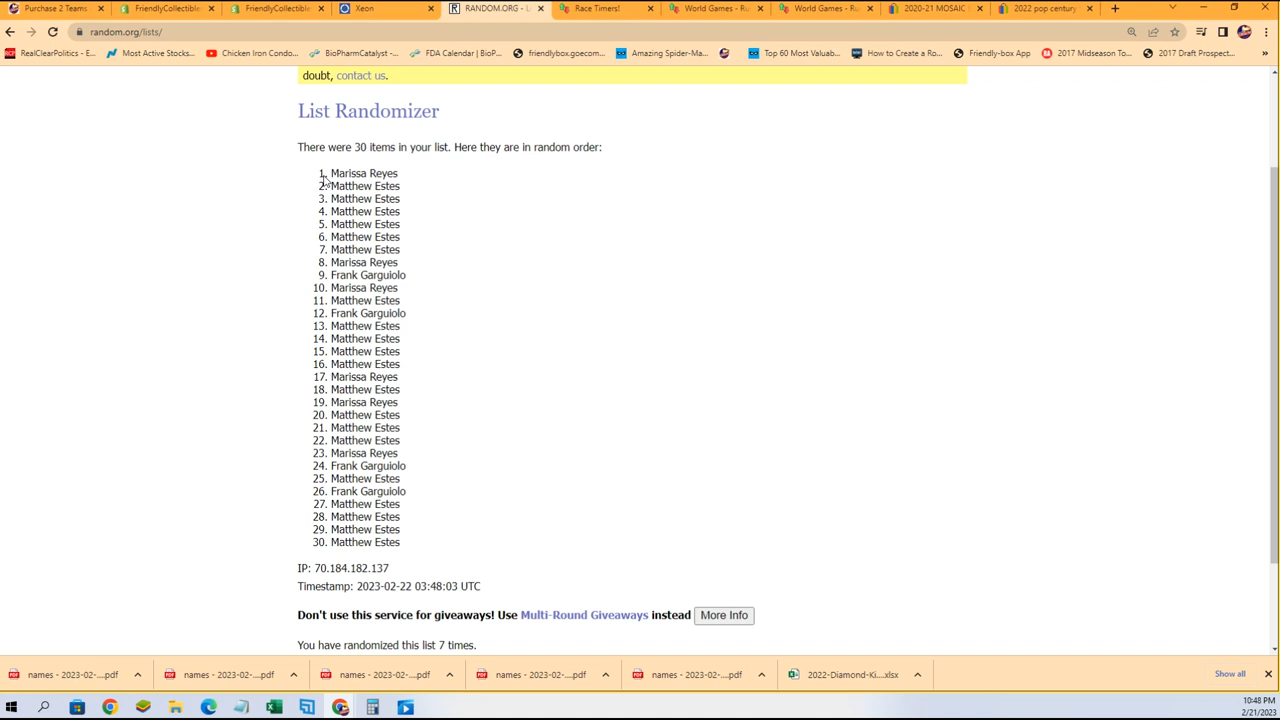 Purchase 2 Teams
FriendlyCollectible
FriendlyCollectible
Xeon
RANDOM.ORG - L
Race Timers!
World Games - Ru
World Games - Ru
2020-21 MOSAIC
2022 pop century
random.org/lists/
RealClearPolitics - E...
Most Active Stocks...
Chicken Iron Condo...
BioPharmCatalyst -...
FDA Calendar | BioP...
friendlybox.goecom...
Amazing Spider-Ma...
Top 60 Most Valuab...
How to Create a Ro...
Friendly-box App
2017 Midseason To...
2017 Draft Prospect...
doubt, contact us.
List Randomizer
There were 30 items in your list. Here they are in random order:
1. Marissa Reyes
2. Matthew Estes
3. Matthew Estes
4. Matthew Estes
5. Matthew Estes
6. Matthew Estes
7. Matthew Estes
8. Marissa Reyes
9. Frank Garguiolo
10. Marissa Reyes
11. Matthew Estes
12. Frank Garguiolo
13. Matthew Estes
14. Matthew Estes
15. Matthew Estes
16. Matthew Estes
17. Marissa Reyes
18. Matthew Estes
19. Marissa Reyes
20. Matthew Estes
21. Matthew Estes
22. Matthew Estes
23. Marissa Reyes
24. Frank Garguiolo
25. Matthew Estes
26. Frank Garguiolo
27. Matthew Estes
28. Matthew Estes
29. Matthew Estes
30. Matthew Estes
IP: 70.184.182.137
Timestamp: 2023-02-22 03:48:03 UTC
Don't use this service for giveaways! Use Multi-Round Giveaways instead More Info
You have randomized this list 7 times.
names - 2023-02-....pdf
names - 2023-02-....pdf
names - 2023-02-....pdf
names - 2023-02-....pdf
names - 2023-02-....pdf
2022-Diamond-Ki....xlsx
Show all
10:48 PM
2/21/2023